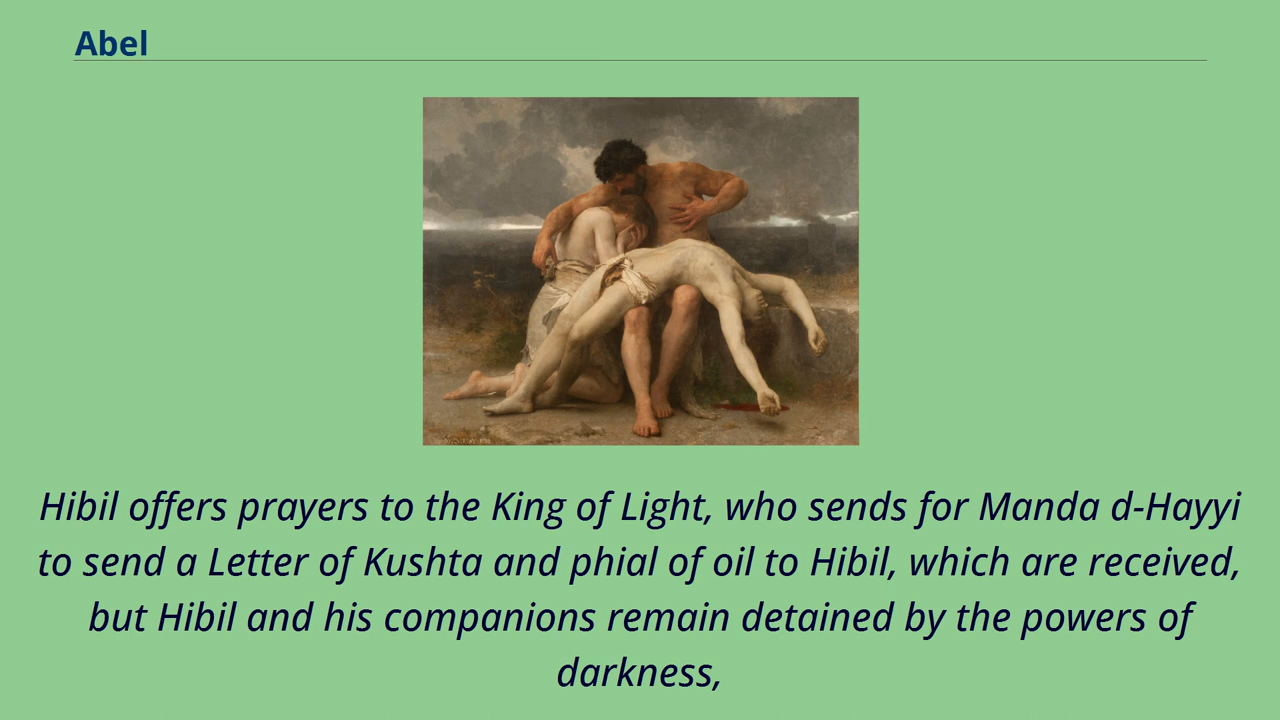 Abel
Hibil offers prayers to the King of Light, who sends for Manda d-Hayyi
to send a Letter of Kushta and phial of oil to Hibil, which are received,
but Hibil and his companions remain detained by the powers of
darkness,